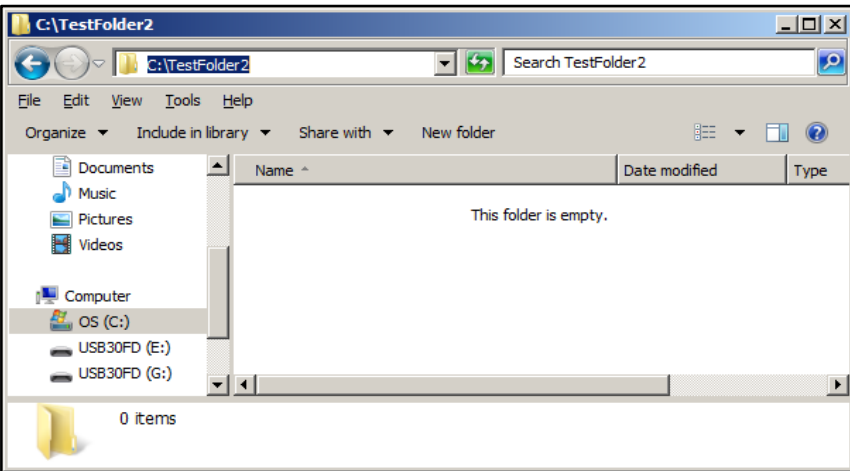 C:\TestFolder2
C:\TestFolder2
Search TestFolder2
File Edit View Tools Help
Organize Include in library Share with New folder
Documents
Music
Pictures
Videos
Computer
OS (C:)
USB30FD (E:)
USB30FD (G:)
Name Date modified Type
This folder is empty.
0 items